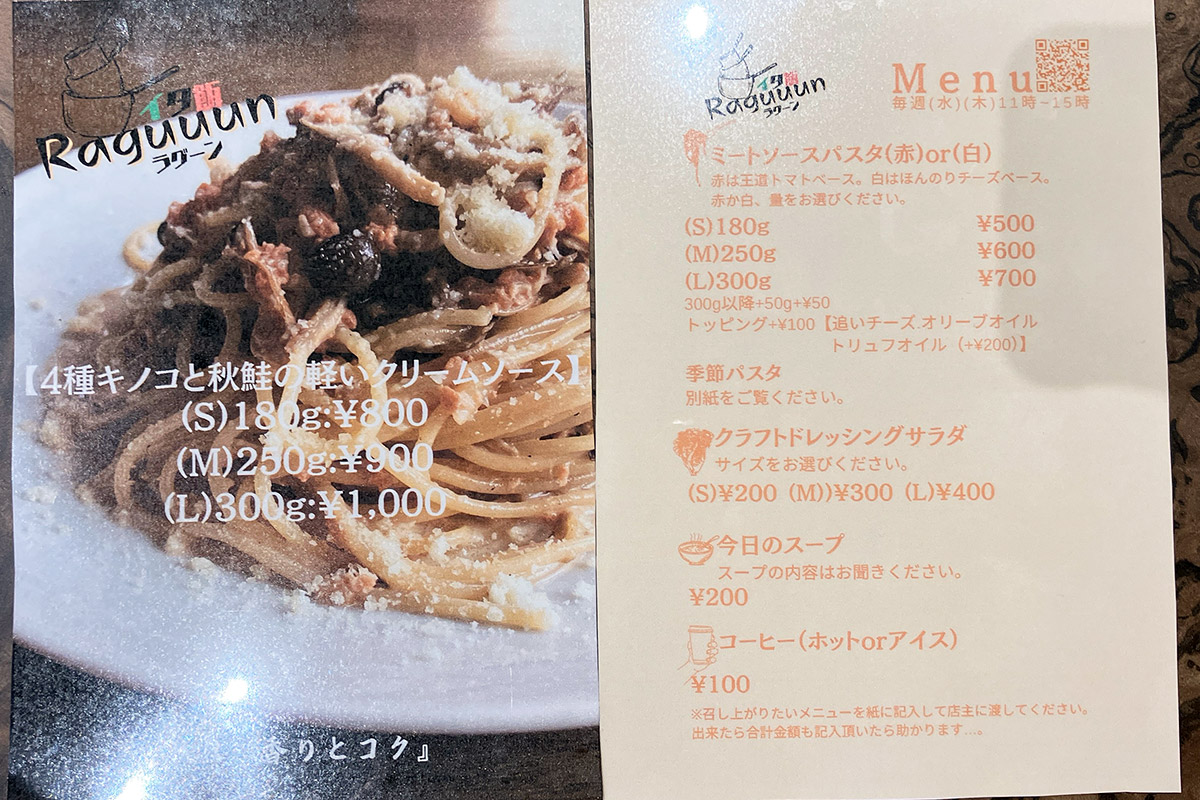 イタ飯
Raguuun
ラグーン
【4種キノコと秋鮭の軽いクリームソース】
(S)180g:¥800
(M)250g:¥900
(L)300g:¥1,000
香りとコク』
イタ飯
Raguuun
ラグーン
Menu
毎週(水)(木)11時~15時
ミートソースパスタ(赤)or(白)
赤は王道トマトベース。白はほんのりチーズベース。
赤か白、量をお選びください。
(S)180g ¥500
(M)250g ¥600
(L)300g ¥700
300g以降+50g+¥50
トッピング+¥100【追いチーズ.オリーブオイル
トリュフオイル（+¥200)】
季節パスタ
別紙をご覧ください。
クラフトドレッシングサラダ
サイズをお選びください。
(S)¥200 (M))¥300 (L)¥400
今日のスープ
スープの内容はお聞きください。
¥200
コーヒー(ホットorアイス)
¥100
※召し上がりたいメニューを紙に記入して店主に渡してください。
出来たら合計金額も記入頂いたら助かります…。